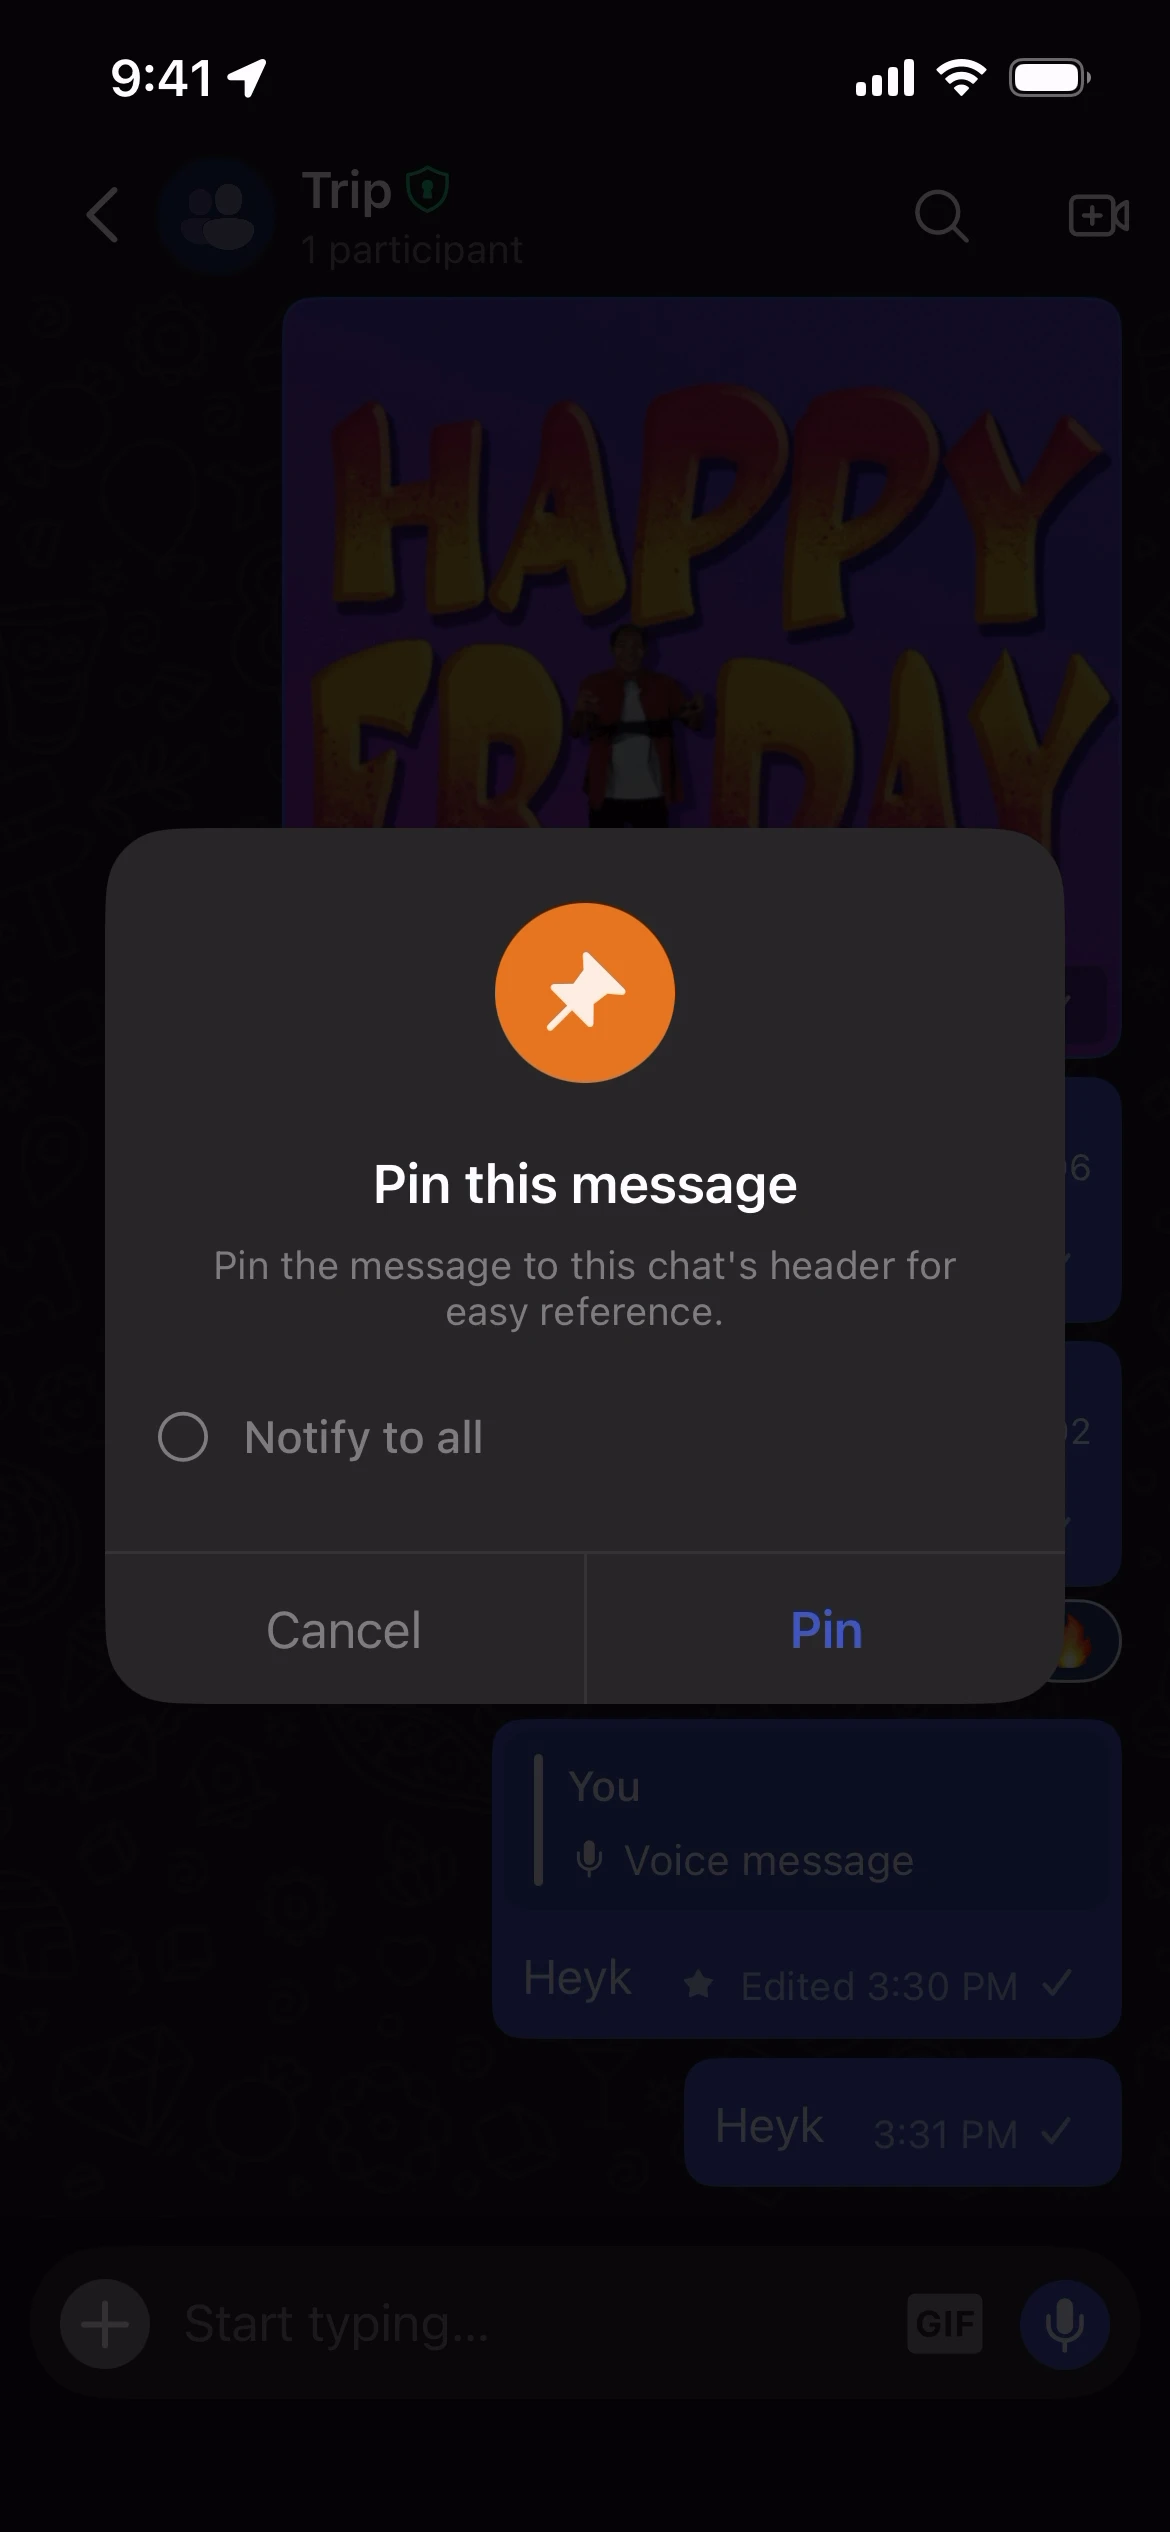 9:41
Trip
1 participant
HAPPY
FR DAY
Pin this message
Pin the message to this chat's header for
easy reference.
Notify to all
Cancel
Pin
You
Voice message
Heyk
Edited 3:30 PM
Heyk
3:31 PM
Start typing...
GIF